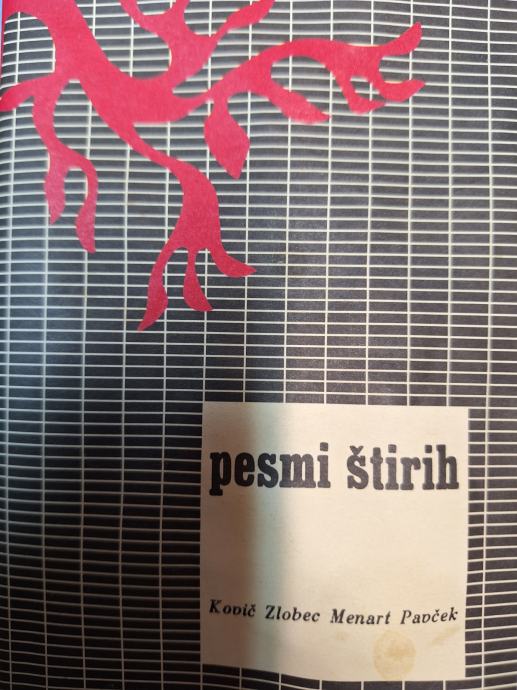 pesmi štirih
Kovič Zlobec Menart Pavček